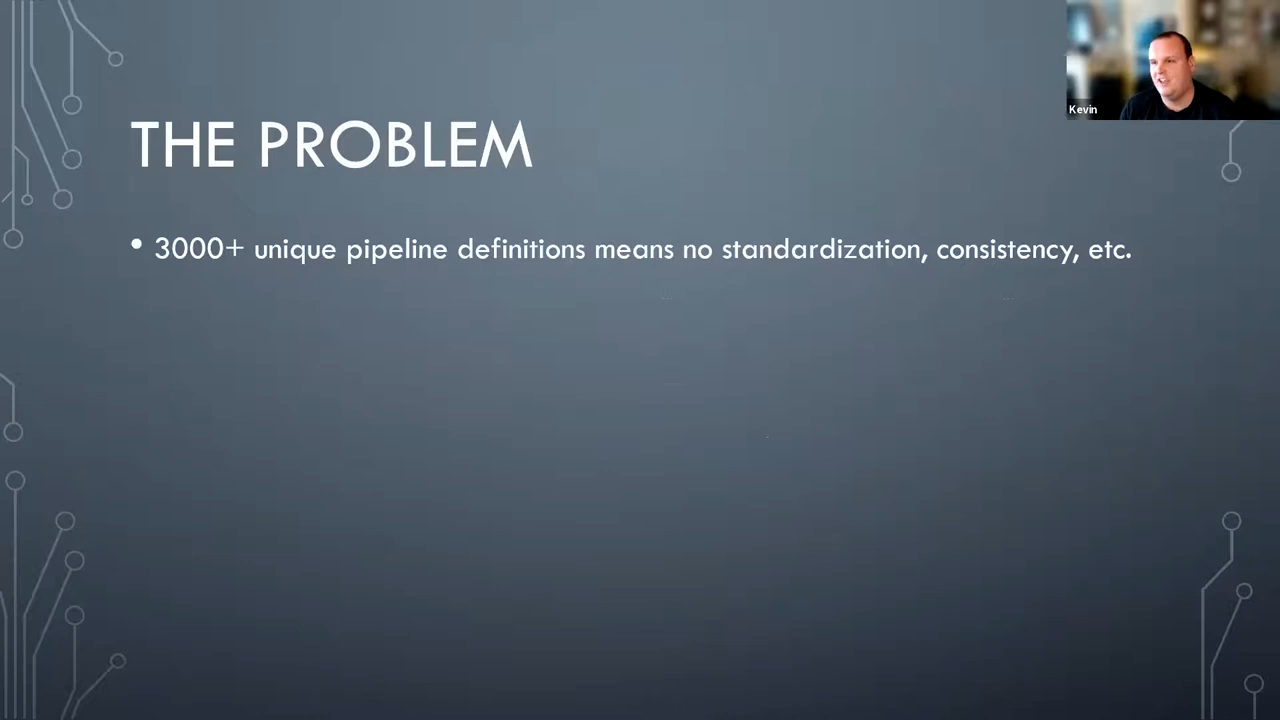 Kevin
THE PROBLEM
• 3000+ unique pipeline definitions means no standardization, consistency, etc.